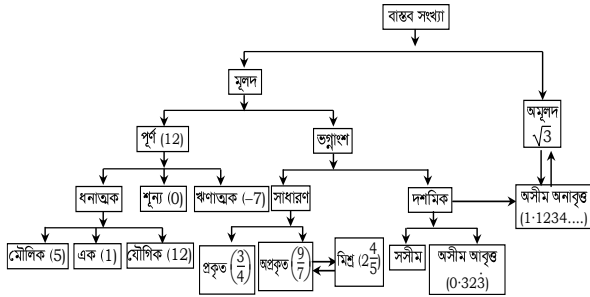 বাস্তব সংখ্যা
মূলদ
অমূলদ
√3
পূর্ণ (12)
ভগ্নাংশ
ধনাত্মক
শূন্য (0)
ঋণাত্মক (–7)
সাধারণ
দশমিক
অসীম অনাবৃত্ত
(1·1234....)
মৌলিক (5)
এক (1)
যৌগিক (12)
প্রকৃত (3/4)
অপ্রকৃত (9/7)
মিশ্র (2 4/5)
সসীম
অসীম আবৃত্ত
(0·323̇)